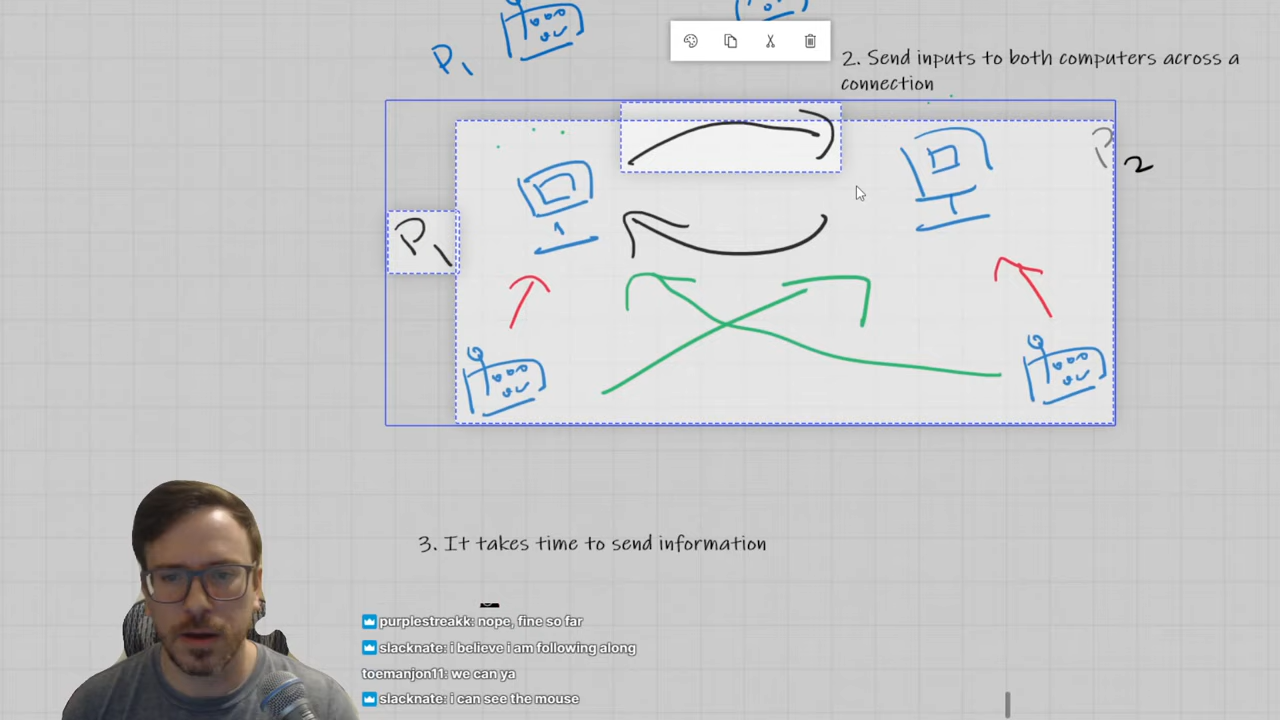 P1
2. Send inputs to both computers across a
connection
P
2
P1
3. It takes time to send information
purplestreakk: nope, fine so far
slacknate: i believe i am following along
toemanjon11: we can ya
slacknate: i can see the mouse